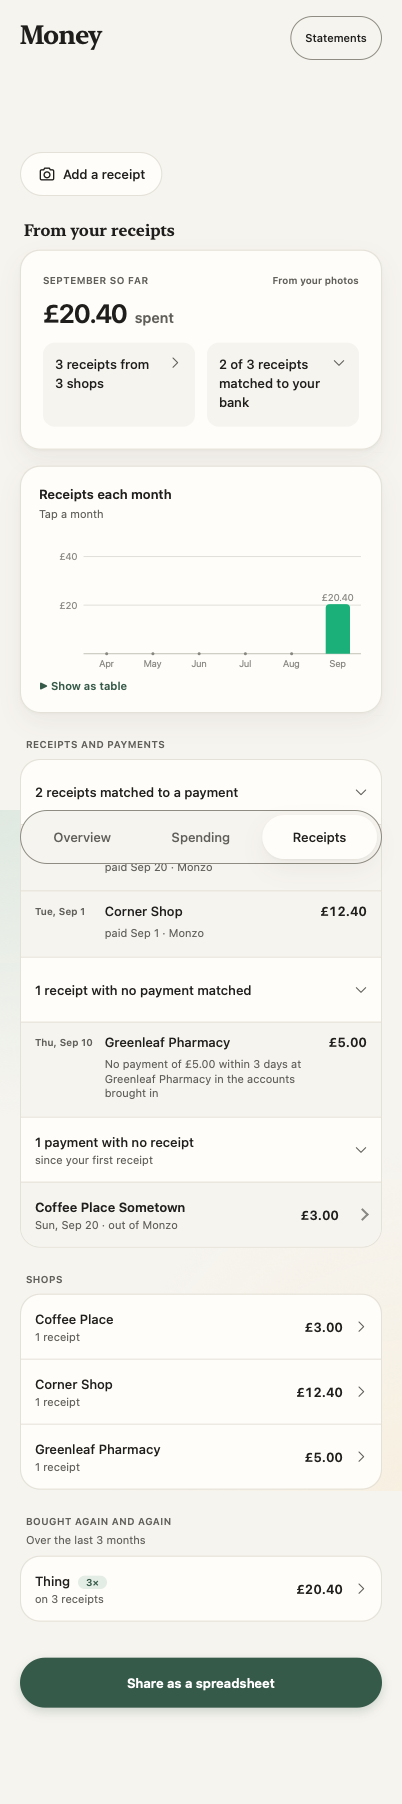 Money
Statements
Add a receipt
From your receipts
SEPTEMBER SO FAR
From your photos
£20.40 spent
3 receipts from
3 shops
2 of 3 receipts
matched to your
bank
Receipts each month
Tap a month
£40
£20
£20.40
Apr
May
Jun
Jul
Aug
Sep
Show as table
RECEIPTS AND PAYMENTS
2 receipts matched to a payment
Overview
Spending
Receipts
paid Sep 20 · Monzo
Tue, Sep 1
Corner Shop
£12.40
paid Sep 1 · Monzo
1 receipt with no payment matched
Thu, Sep 10
Greenleaf Pharmacy
£5.00
No payment of £5.00 within 3 days at
Greenleaf Pharmacy in the accounts
brought in
1 payment with no receipt
since your first receipt
Coffee Place Sometown
£3.00
Sun, Sep 20 · out of Monzo
SHOPS
Coffee Place
£3.00
1 receipt
Corner Shop
£12.40
1 receipt
Greenleaf Pharmacy
£5.00
1 receipt
BOUGHT AGAIN AND AGAIN
Over the last 3 months
Thing 3×
£20.40
on 3 receipts
Share as a spreadsheet